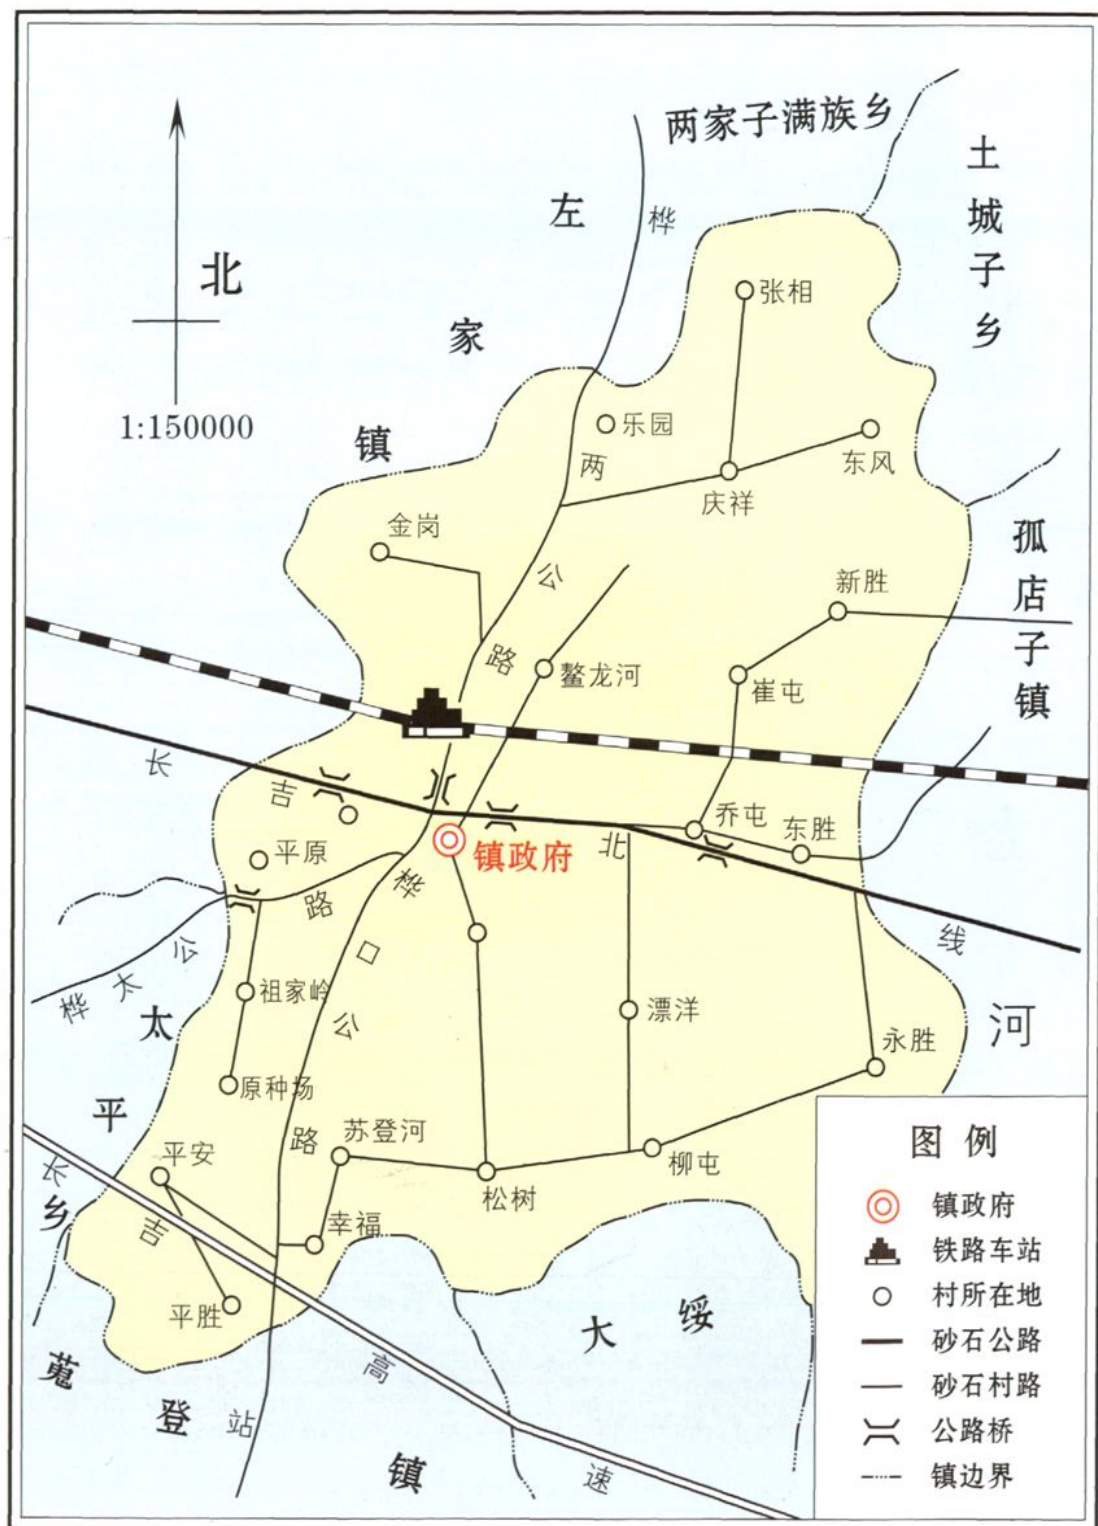 两家子满族乡
土城子乡
左家镇
桦
北
1:150000
张相
乐园
两
东风
庆祥
金岗
公
孤店子镇
新胜
路
鳌龙河
崔屯
长
吉
乔屯
东胜
北
平原
镇政府
路
桦
公
太
桦
线
口
祖家岭
漂洋
河
公
永胜
太平乡
原种场
路
苏登河
平安
柳屯
松树
长
吉
幸福
平胜
绥
大
高
速
蒐登
站
镇
图例
镇政府
铁路车站
村所在地
砂石公路
砂石村路
公路桥
镇边界